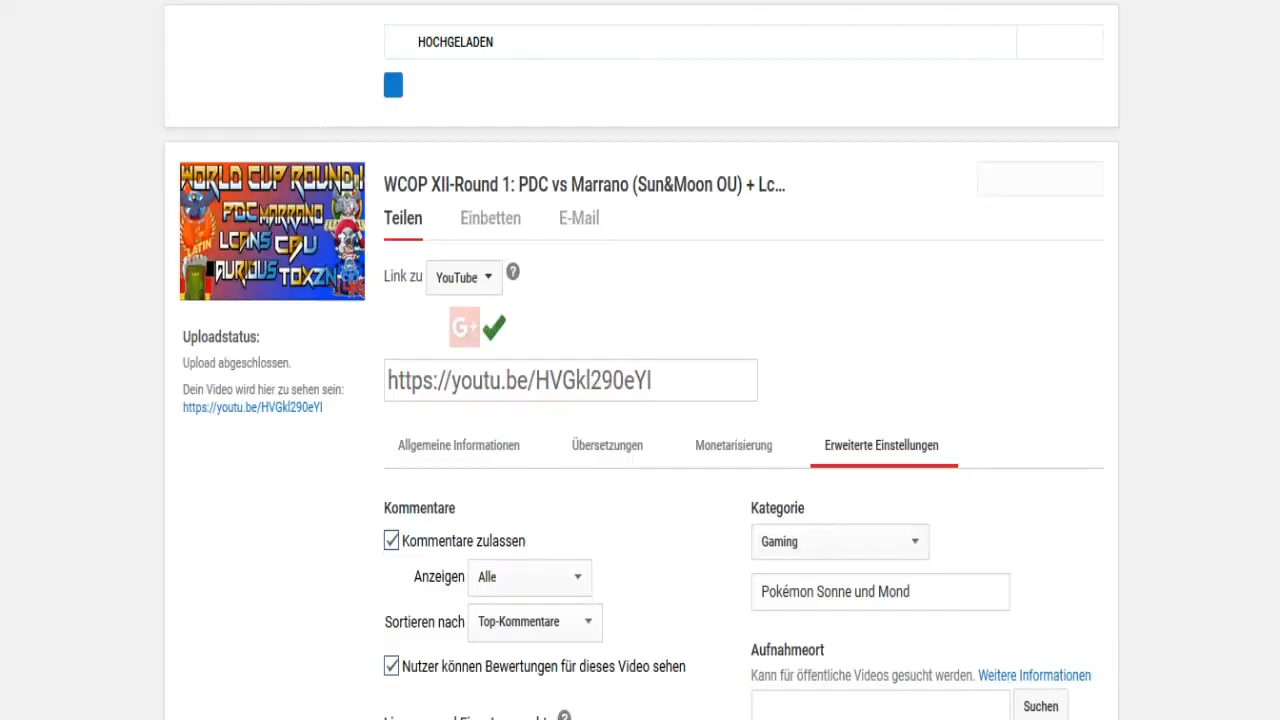 HOCHGELADEN
WORLD CUP ROUND 1
PDC MARRANO
LCANS CBU
AURIOUS TOXZN
LATIN
WCOP XII-Round 1: PDC vs Marrano (Sun&Moon OU) + Lc...
Teilen Einbetten E-Mail
Link zu YouTube
G+
https://youtu.be/HVGkl290eYI
Uploadstatus:
Upload abgeschlossen.
Dein Video wird hier zu sehen sein:
https://youtu.be/HVGkl290eYI
Allgemeine Informationen Übersetzungen Monetarisierung Erweiterte Einstellungen
Kommentare
Kommentare zulassen
Anzeigen Alle
Sortieren nach Top-Kommentare
Nutzer können Bewertungen für dieses Video sehen
Kategorie
Gaming
Pokémon Sonne und Mond
Aufnahmeort
Kann für öffentliche Videos gesucht werden. Weitere Informationen
Suchen